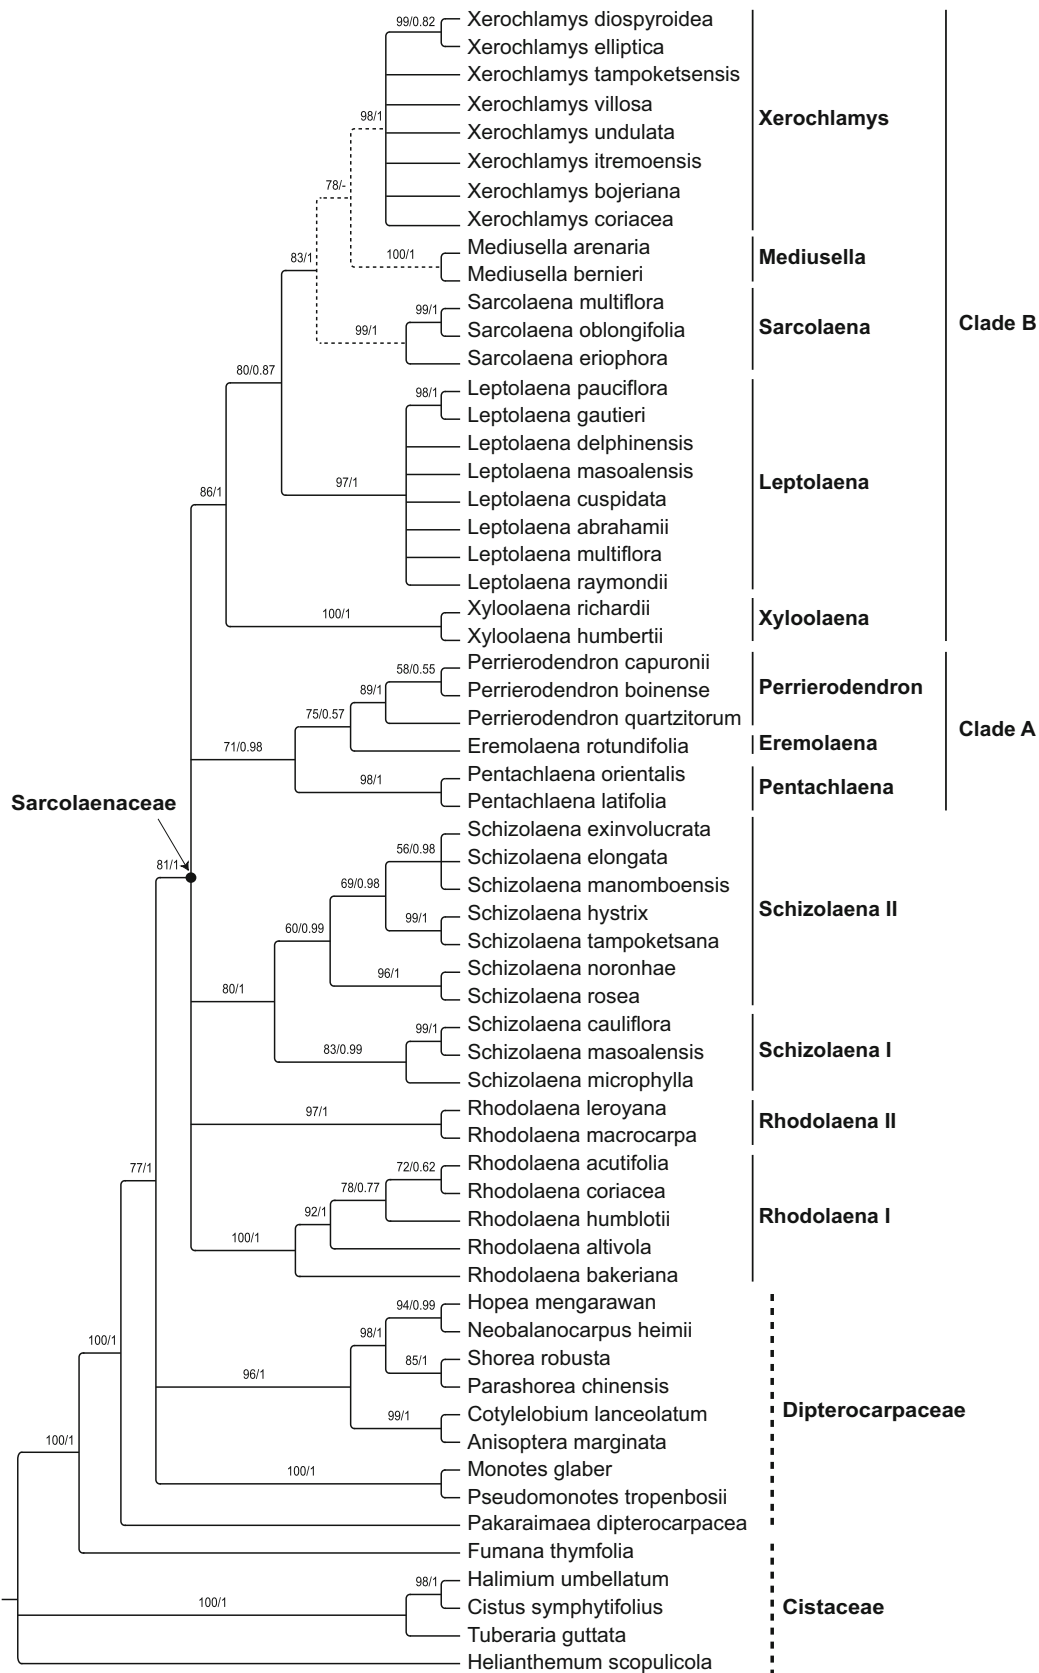 99/0.82
Xerochlamys diospyroidea
Xerochlamys elliptica
Xerochlamys tampoketsensis
Xerochlamys villosa
98/1
Xerochlamys
Xerochlamys undulata
Xerochlamys itremoensis
78/-
Xerochlamys bojeriana
Xerochlamys coriacea
83/1
100/1
Mediusella arenaria
Mediusella
Mediusella bernieri
99/1
Sarcolaena multiflora
99/1
Sarcolaena oblongifolia
Sarcolaena
Clade B
Sarcolaena eriophora
80/0.87
98/1
Leptolaena pauciflora
Leptolaena gautieri
Leptolaena delphinensis
Leptolaena masoalensis
97/1
Leptolaena
86/1
Leptolaena cuspidata
Leptolaena abrahamii
Leptolaena multiflora
Leptolaena raymondii
100/1
Xyloolaena richardii
Xyloolaena
Xyloolaena humbertii
58/0.55
Perrierodendron capuronii
89/1
Perrierodendron boinense
Perrierodendron
75/0.57
Perrierodendron quartzitorum
Clade A
71/0.98
Eremolaena rotundifolia
Eremolaena
98/1
Pentachlaena orientalis
Pentachlaena
Pentachlaena latifolia
Sarcolaenaceae
Schizolaena exinvolucrata
56/0.98
Schizolaena elongata
81/1
69/0.98
Schizolaena manomboensis
99/1
Schizolaena hystrix
Schizolaena II
60/0.99
Schizolaena tampoketsana
96/1
Schizolaena noronhae
80/1
Schizolaena rosea
99/1
Schizolaena cauliflora
83/0.99
Schizolaena masoalensis
Schizolaena I
Schizolaena microphylla
97/1
Rhodolaena leroyana
Rhodolaena II
Rhodolaena macrocarpa
77/1
72/0.62
Rhodolaena acutifolia
78/0.77
Rhodolaena coriacea
92/1
Rhodolaena humblotii
Rhodolaena I
100/1
Rhodolaena altivola
Rhodolaena bakeriana
94/0.99
Hopea mengarawan
98/1
Neobalanocarpus heimii
100/1
85/1
Shorea robusta
96/1
Parashorea chinensis
99/1
Cotylelobium lanceolatum
Dipterocarpaceae
100/1
Anisoptera marginata
100/1
Monotes glaber
Pseudomonotes tropenbosii
Pakaraimaea dipterocarpacea
Fumana thymfolia
98/1
Halimium umbellatum
100/1
Cistus symphytifolius
Cistaceae
Tuberaria guttata
Helianthemum scopulicola